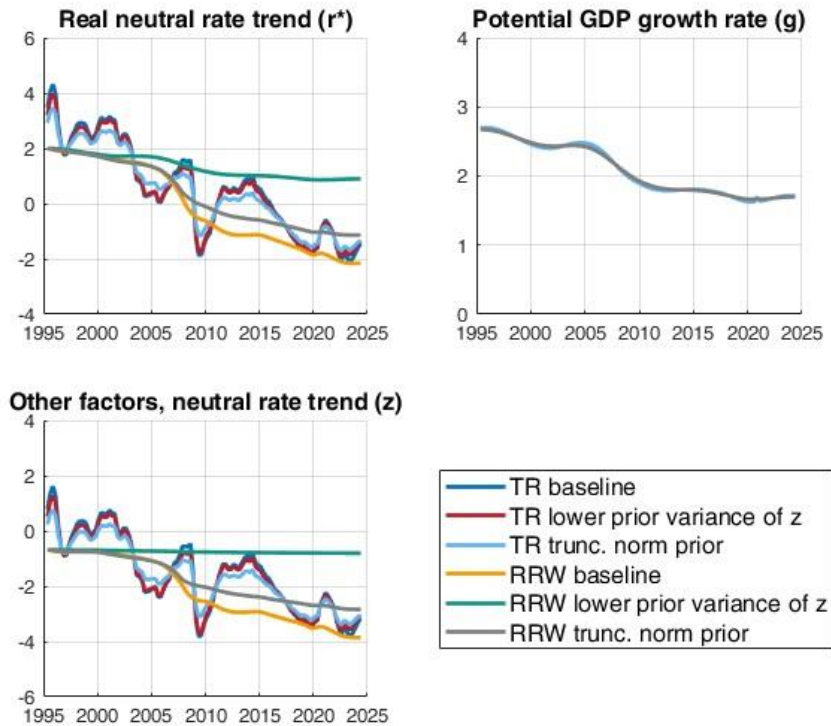 Real neutral rate trend (r*)
6
4
2
0
-2
-4
1995 2000 2005 2010 2015 2020 2025
Potential GDP growth rate (g)
4
3
2
1
0
1995 2000 2005 2010 2015 2020 2025
Other factors, neutral rate trend (z)
4
2
0
-2
-4
-6
1995 2000 2005 2010 2015 2020 2025
TR baseline
TR lower prior variance of z
TR trunc. norm prior
RRW baseline
RRW lower prior variance of z
RRW trunc. norm prior